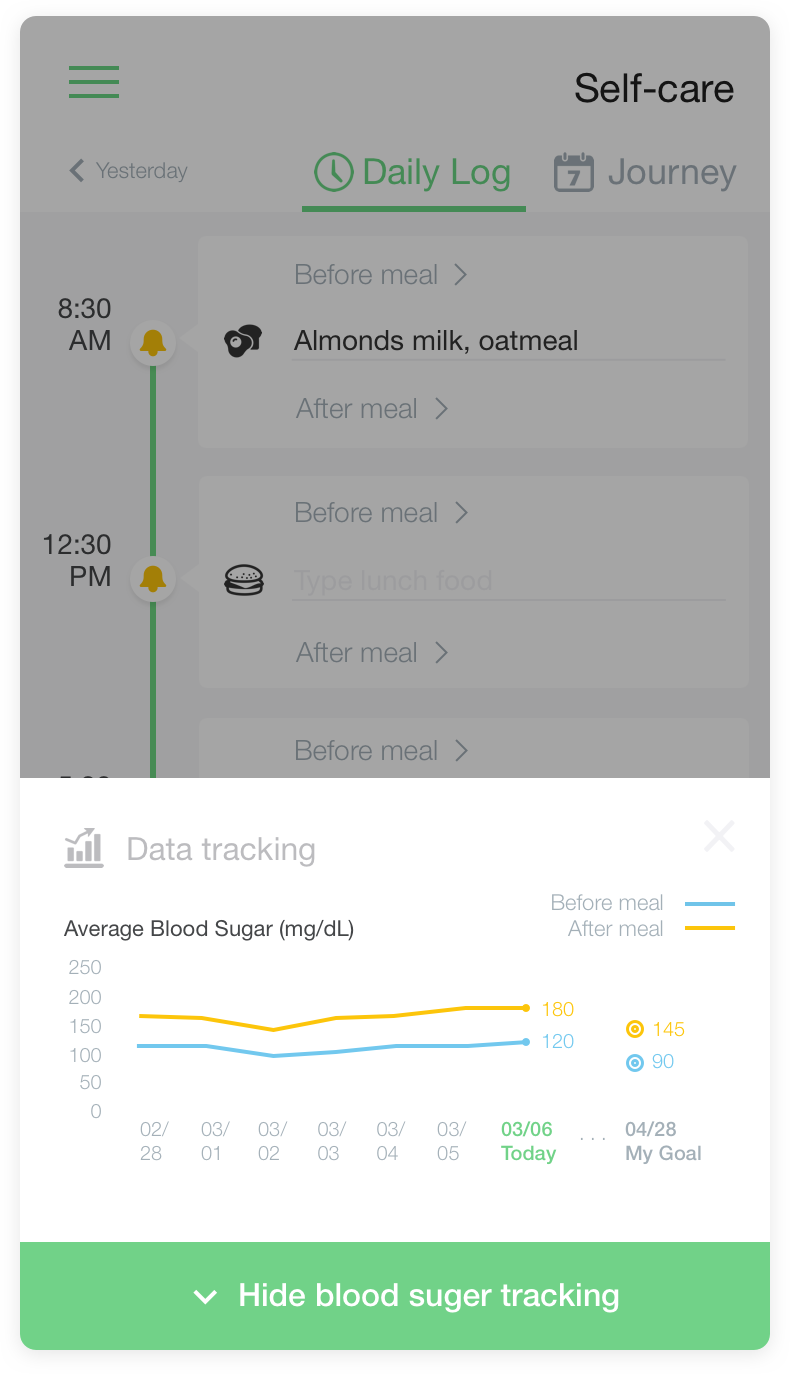 Self-care
Yesterday
Daily Log
7
Journey
Before meal
8:30
AM
Almonds milk, oatmeal
After meal
Before meal
12:30
PM
Type lunch food
After meal
Before meal
Data tracking
Before meal
After meal
Average Blood Sugar (mg/dL)
250
200
150
100
50
0
180
120
145
90
02/
28
03/
01
03/
02
03/
03
03/
04
03/
05
03/06
Today
. . .
04/28
My Goal
Hide blood suger tracking